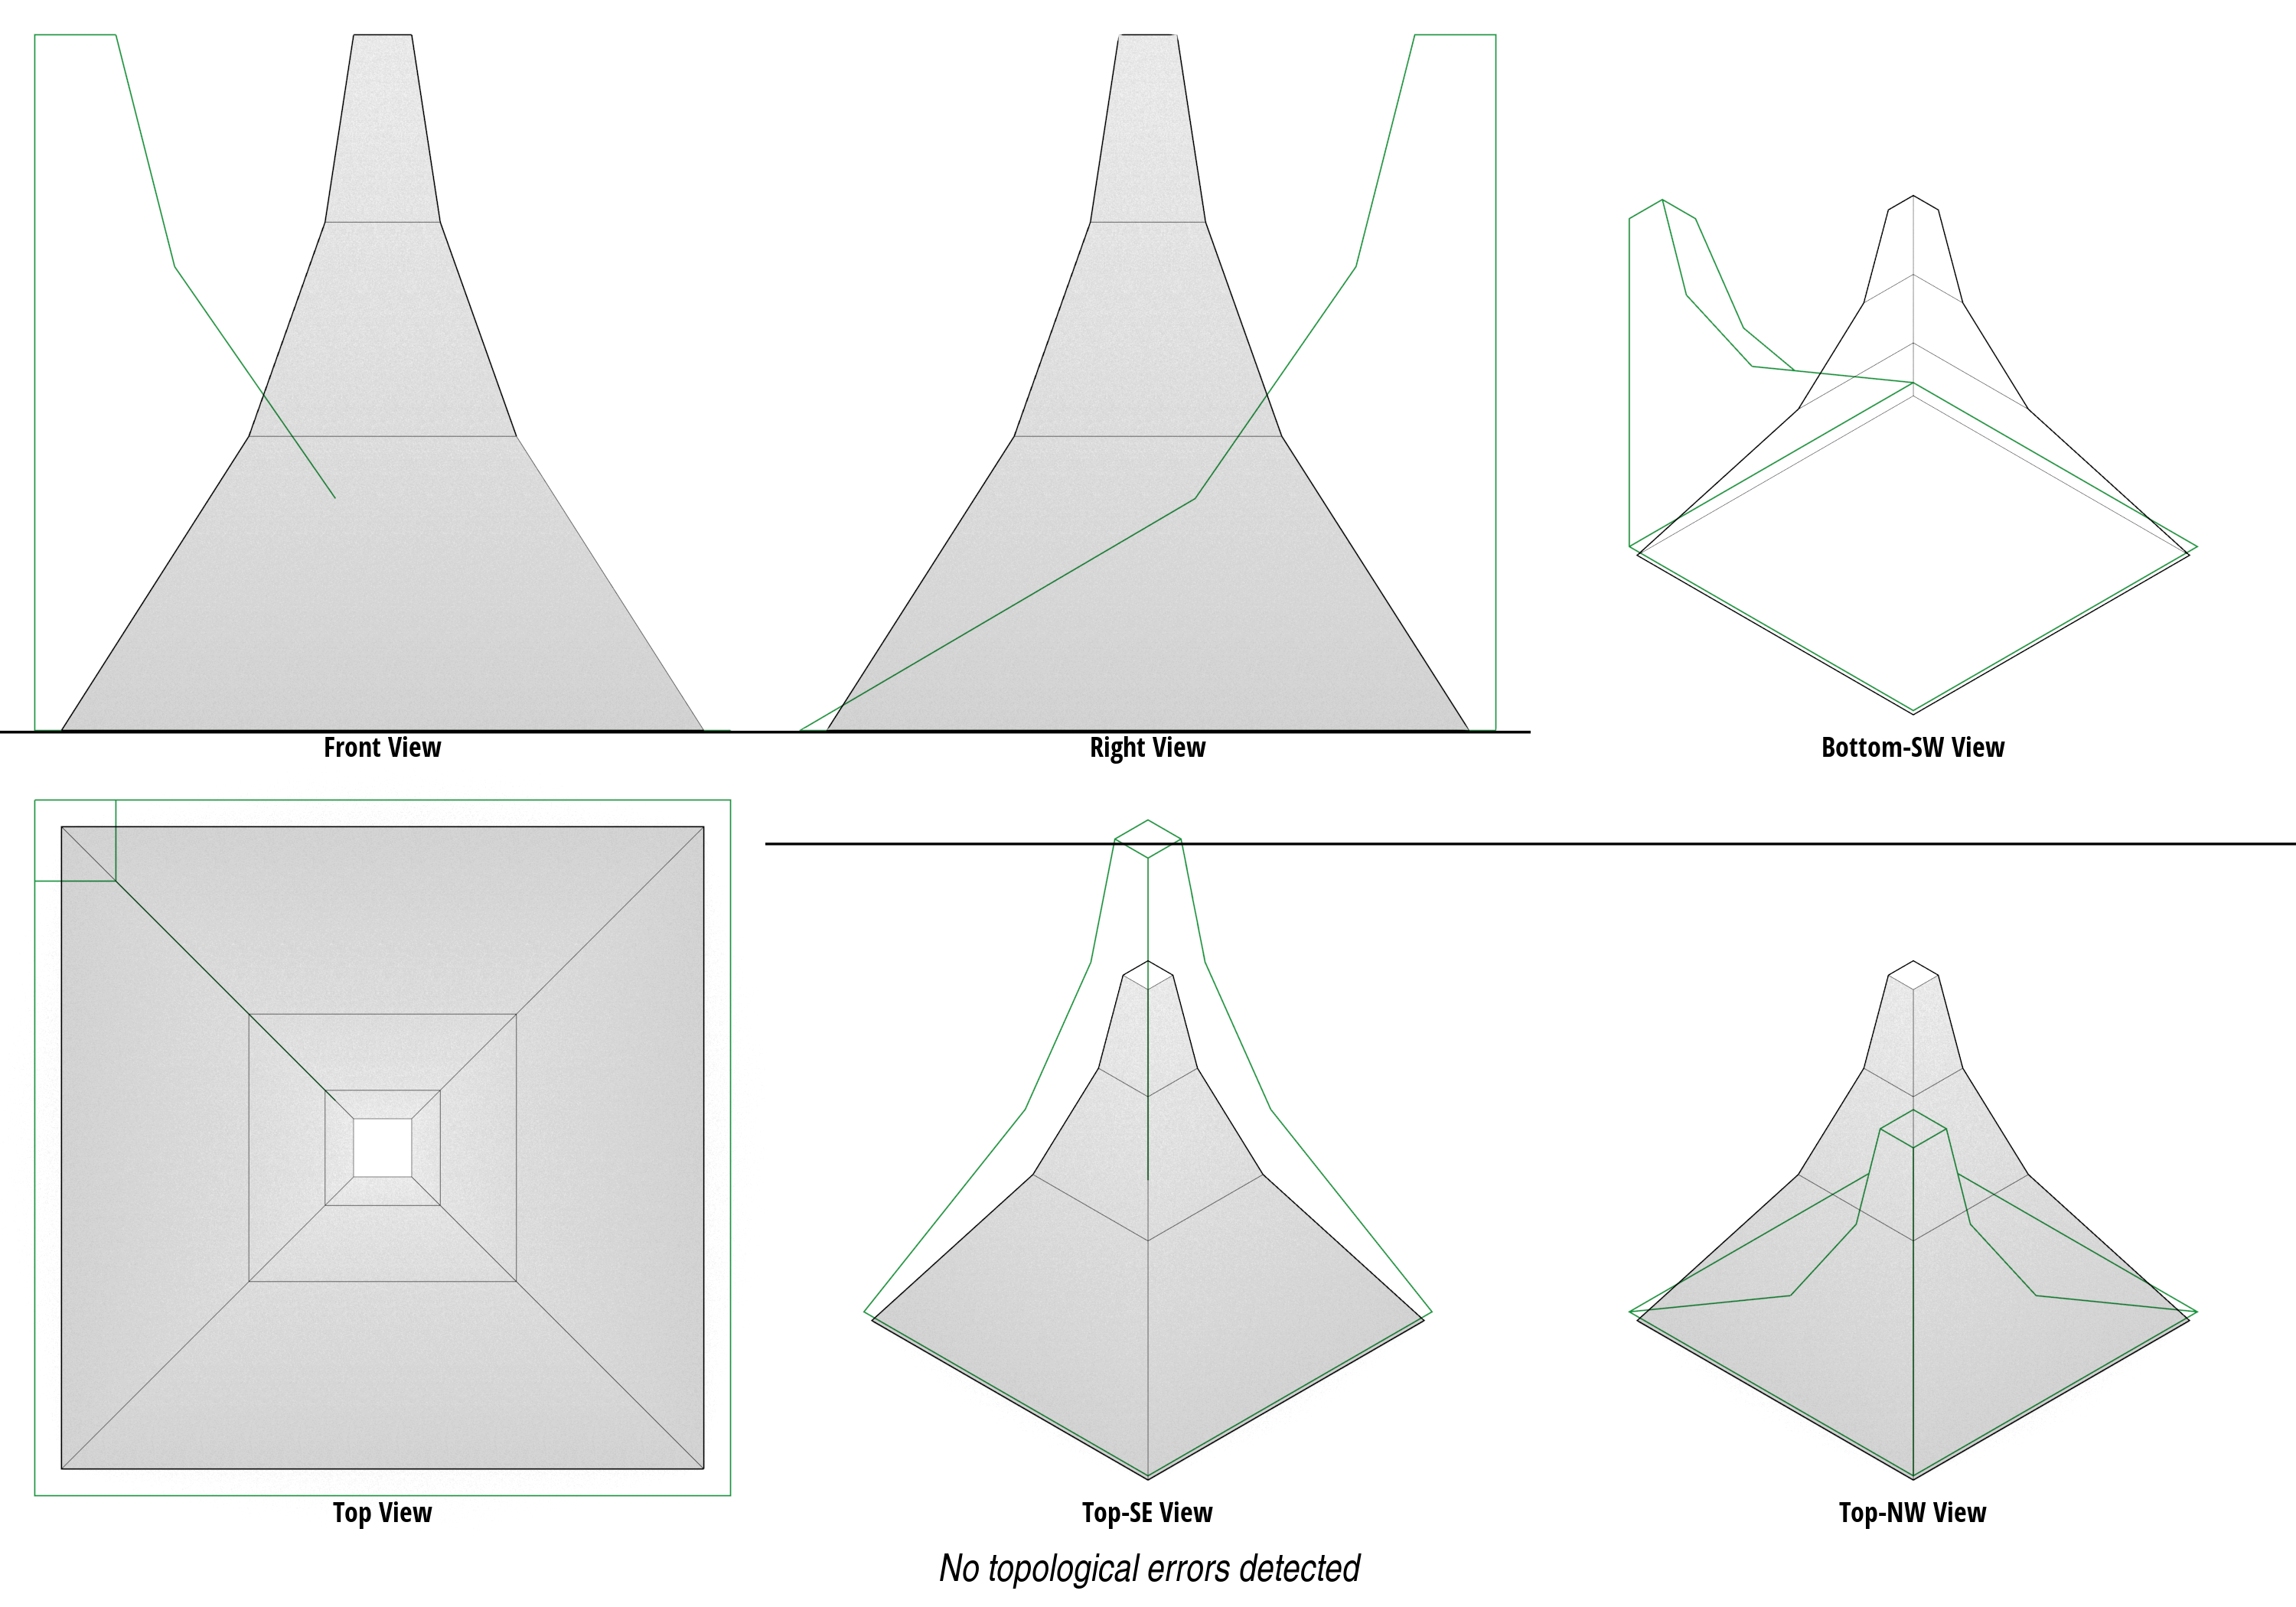 Front View
Right View
Bottom-SW View
Top View
Top-SE View
Top-NW View
No topological errors detected